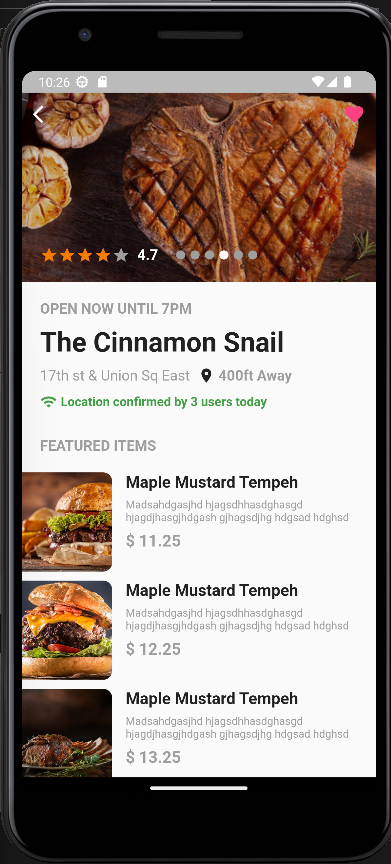 10:26
4.7
OPEN NOW UNTIL 7PM
The Cinnamon Snail
17th st & Union Sq East 400ft Away
Location confirmed by 3 users today
FEATURED ITEMS
Maple Mustard Tempeh
Madsahdgasjhd hjagsdhhasdghasgd
hjagdjhasgjhdgash gjhagsdjhg hdgsad hdghsd
$ 11.25
Maple Mustard Tempeh
Madsahdgasjhd hjagsdhhasdghasgd
hjagdjhasgjhdgash gjhagsdjhg hdgsad hdghsd
$ 12.25
Maple Mustard Tempeh
Madsahdgasjhd hjagsdhhasdghasgd
hjagdjhasgjhdgash gjhagsdjhg hdgsad hdghsd
$ 13.25